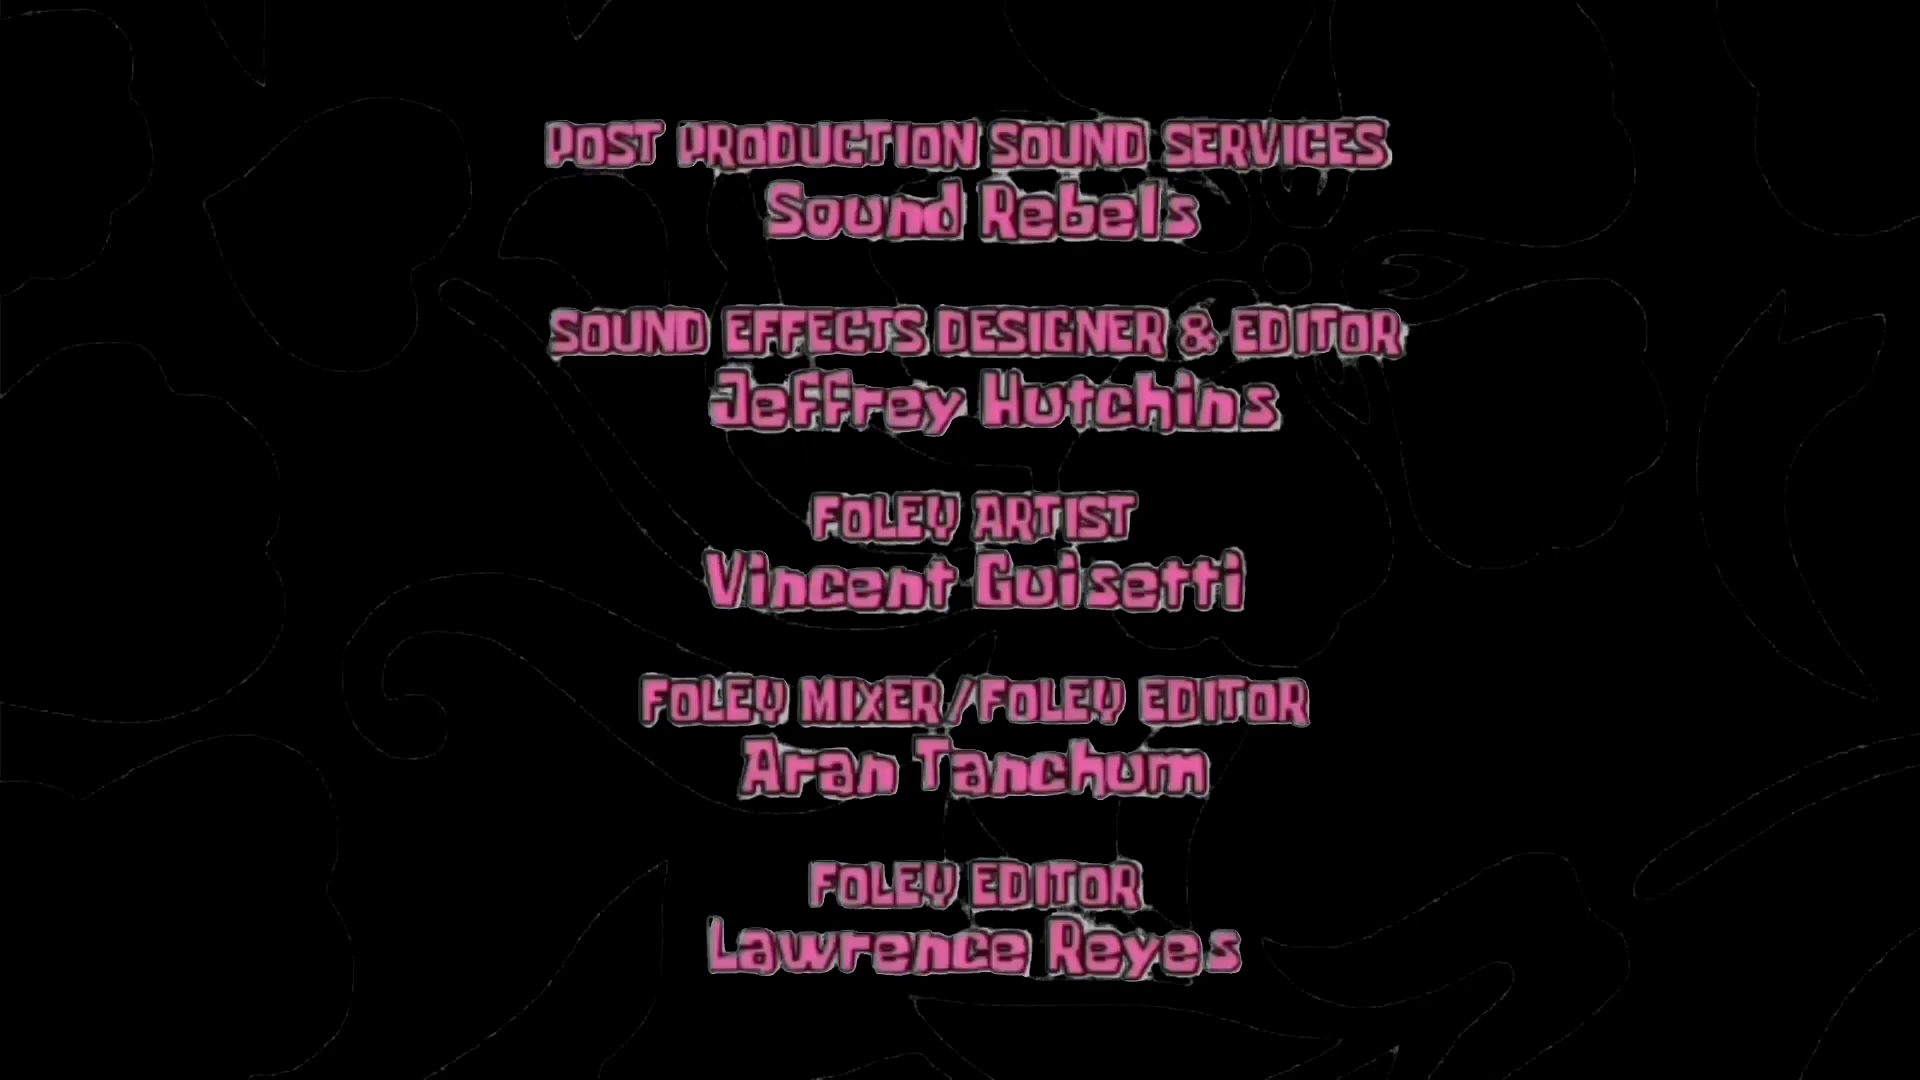 POST PRODUCTION SOUND SERVICES
Sound Rebels
SOUND EFFECTS DESIGNER & EDITOR
Jeffrey Hutchins
FOLEY ARTIST
Vincent Guisetti
FOLEY MIXER/FOLEY EDITOR
Aran Tanchum
FOLEY EDITOR
Lawrence Reyes